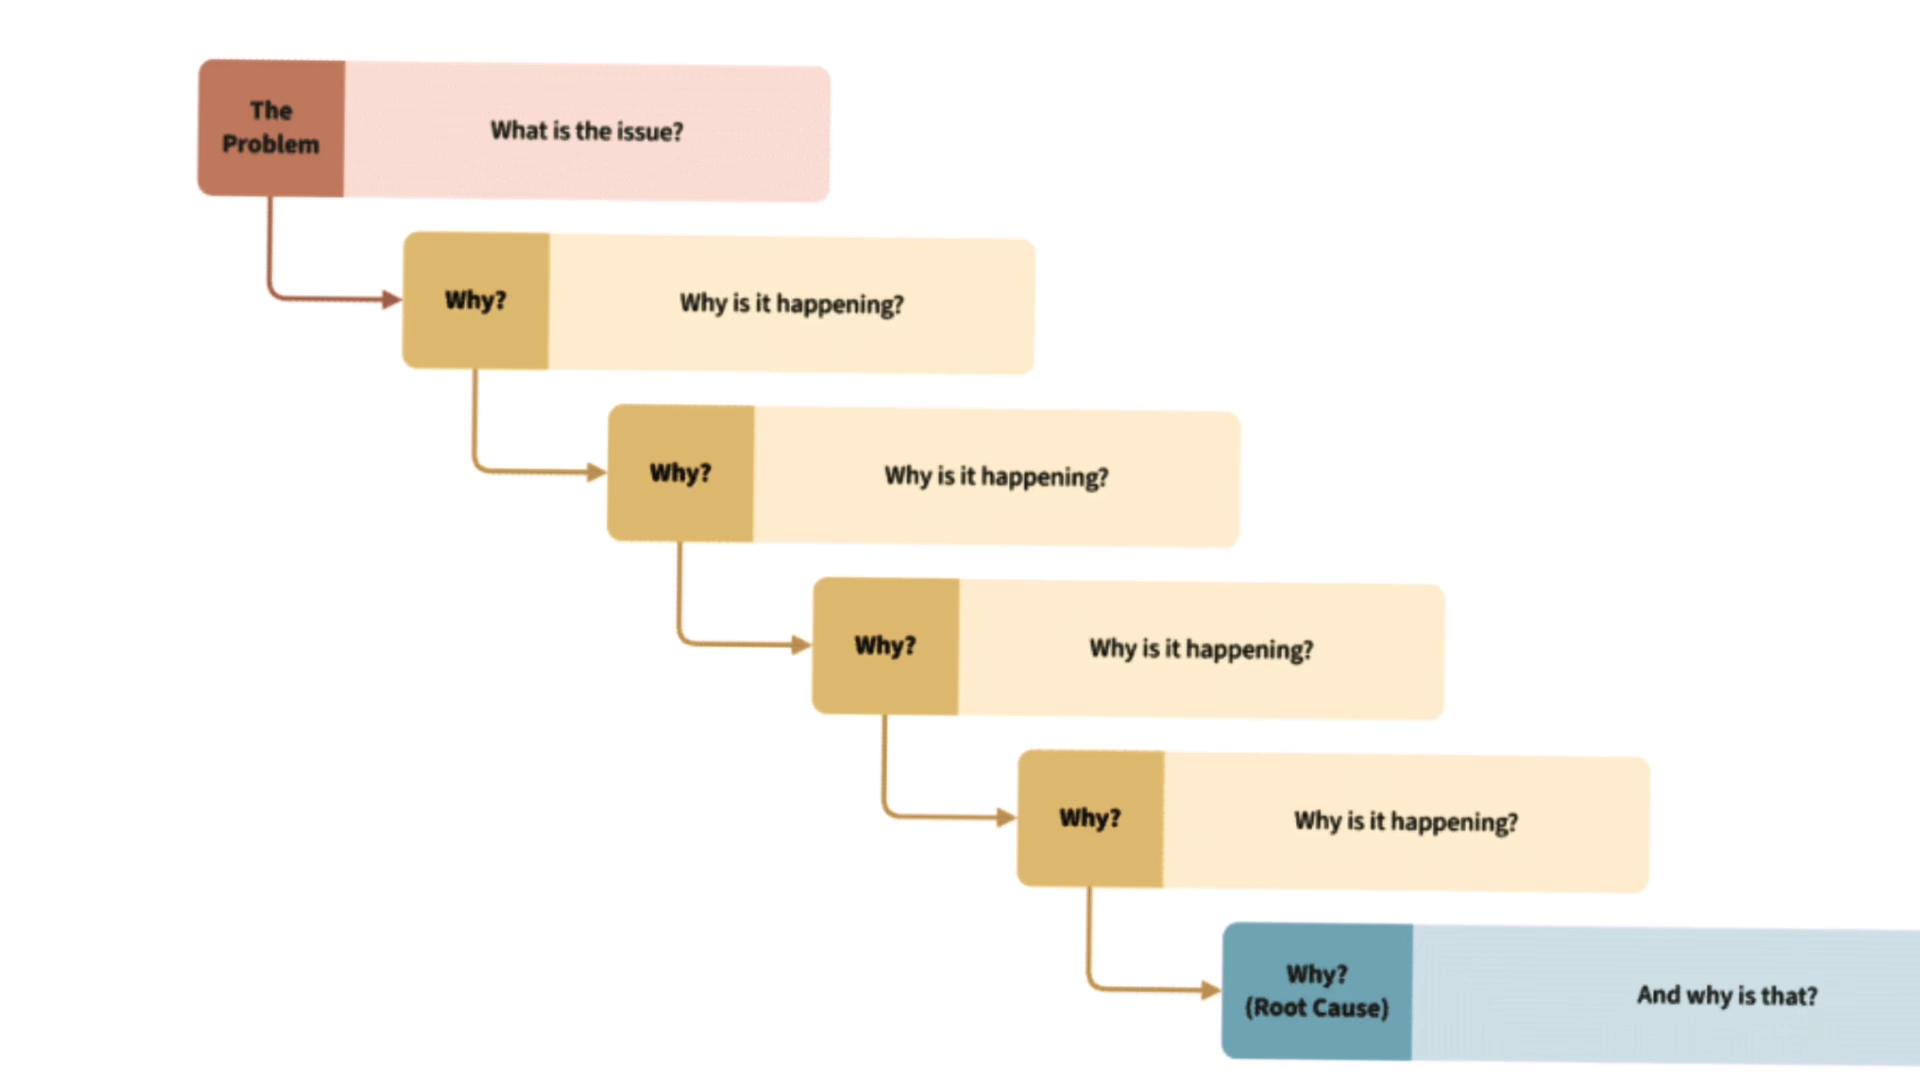 The
Problem
What is the issue?
Why?
Why is it happening?
Why?
Why is it happening?
Why?
Why is it happening?
Why?
Why is it happening?
Why?
(Root Cause)
And why is that?